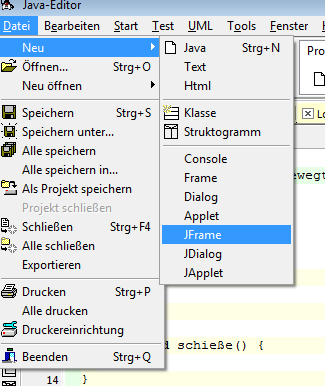 Java-Editor
Datei Bearbeiten Start Test UML Tools Fenster
Neu
Öffnen... Strg+O
Neu öffnen
Speichern Strg+S
Speichern unter...
Alle speichern
Alle speichern in...
Als Projekt speichern
Projekt schließen
Schließen Strg+F4
Alle schließen
Exportieren
Drucken Strg+P
Alle drucken
Druckereinrichtung
Beenden Strg+Q
Java Strg+N
Text
Html
Klasse
Struktogramm
Console
Frame
Dialog
Applet
JFrame
JDialog
JApplet
Pro
Lo
ewegt
d schieße() {
14 }